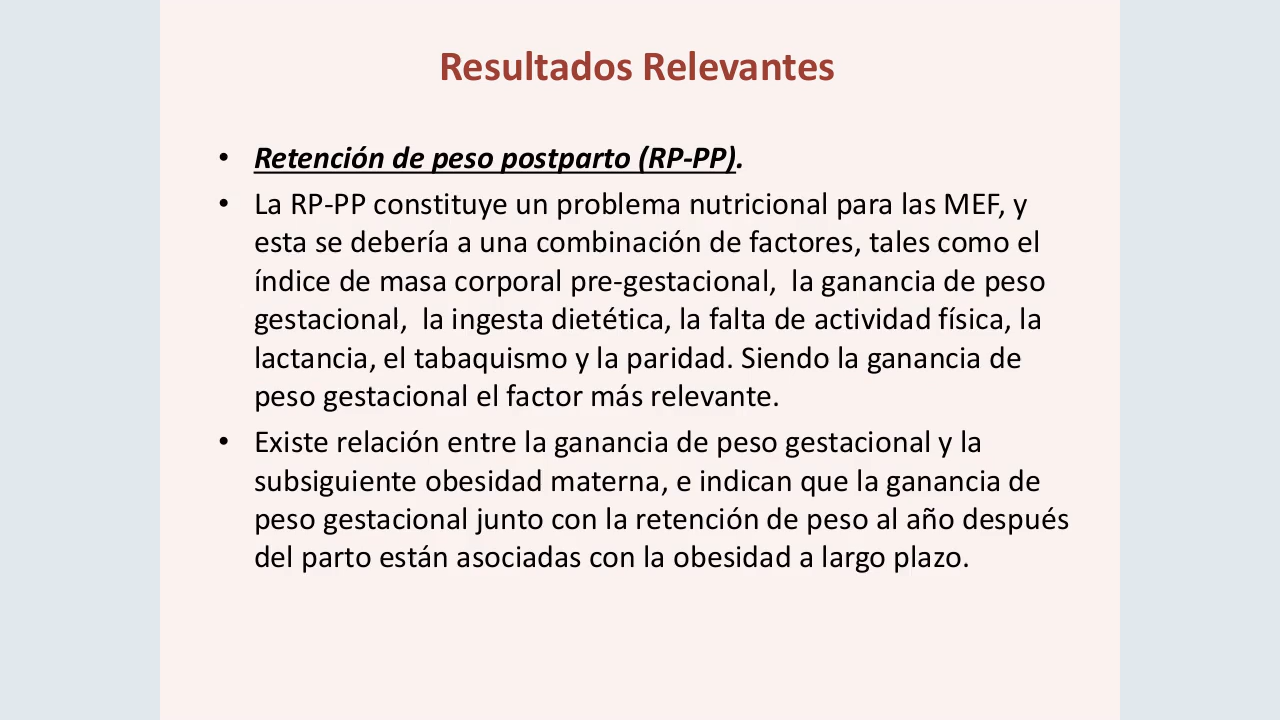 Resultados Relevantes
• Retención de peso postparto (RP-PP).
• La RP-PP constituye un problema nutricional para las MEF, y
esta se debería a una combinación de factores, tales como el
índice de masa corporal pre-gestacional,  la ganancia de peso
gestacional,  la ingesta dietética, la falta de actividad física, la
lactancia, el tabaquismo y la paridad. Siendo la ganancia de
peso gestacional el factor más relevante.
• Existe relación entre la ganancia de peso gestacional y la
subsiguiente obesidad materna, e indican que la ganancia de
peso gestacional junto con la retención de peso al año después
del parto están asociadas con la obesidad a largo plazo.